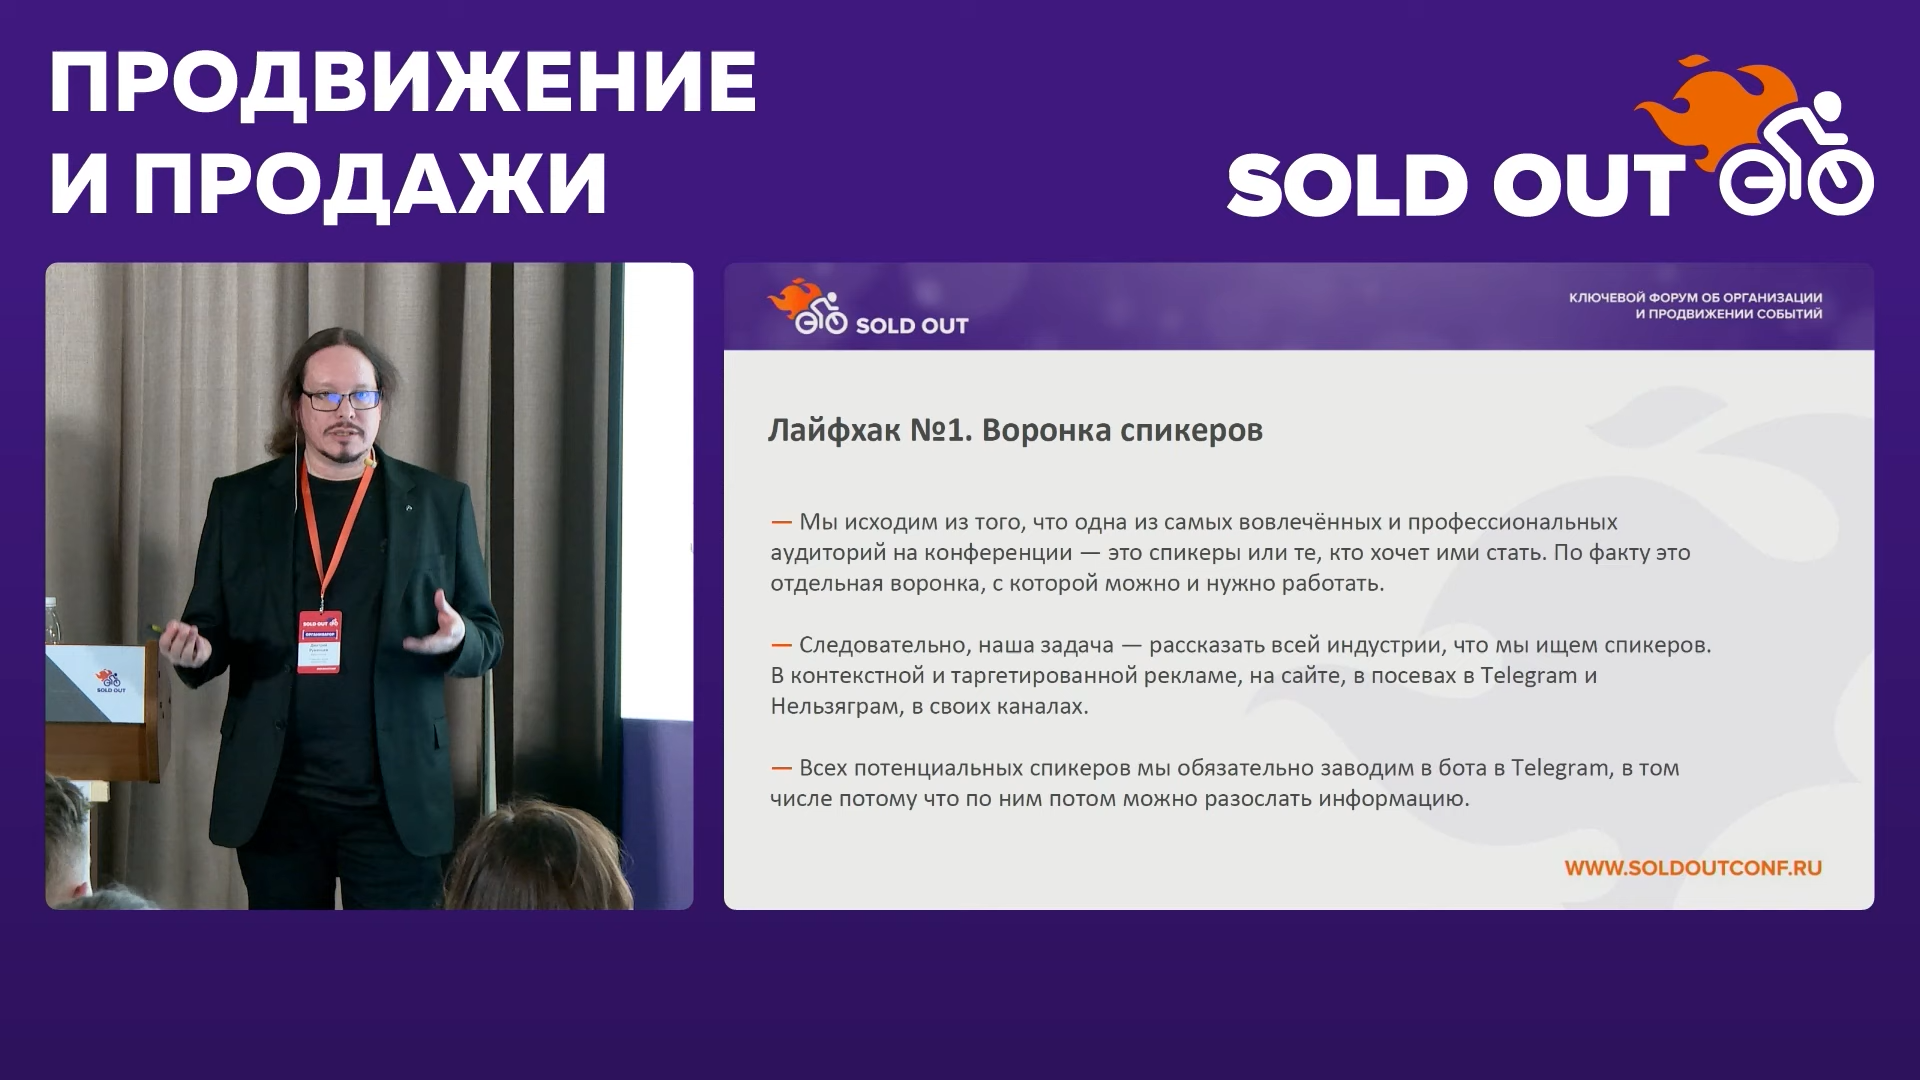 ПРОДВИЖЕНИЕ
И ПРОДАЖИ
SOLD OUT
SOLD OUT
КЛЮЧЕВОЙ ФОРУМ ОБ ОРГАНИЗАЦИИ
И ПРОДВИЖЕНИИ СОБЫТИЙ
Лайфхак №1. Воронка спикеров
— Мы исходим из того, что одна из самых вовлечённых и профессиональных
аудиторий на конференции — это спикеры или те, кто хочет ими стать. По факту это
отдельная воронка, с которой можно и нужно работать.
— Следовательно, наша задача — рассказать всей индустрии, что мы ищем спикеров.
В контекстной и таргетированной рекламе, на сайте, в посевах в Telegram и
Нельзяграм, в своих каналах.
— Всех потенциальных спикеров мы обязательно заводим в бота в Telegram, в том
числе потому что по ним потом можно разослать информацию.
WWW.SOLDOUTCONF.RU
SOLD OUT
ОРГАНИЗАТОР
SOLD OUT